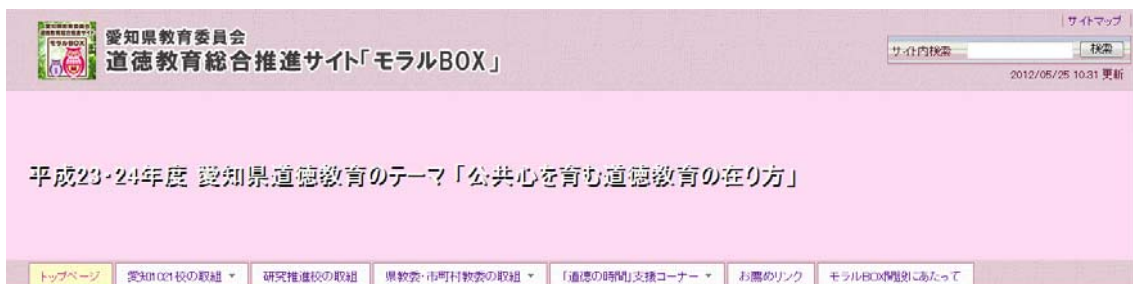 サイトマップ
愛知県教育委員会
道徳教育総合推進サイト「モラルBOX」
サイト内検索 検索
2012/05/25 10:31 更新
平成23・24年度 愛知県道徳教育のテーマ「公共心を育む道徳教育の在り方」
トップページ 愛知1021校の取組 研究推進校の取組 県教委・市町村教委の取組 「道徳の時間」支援コーナー お薦めリンク モラルBOX開設にあたって